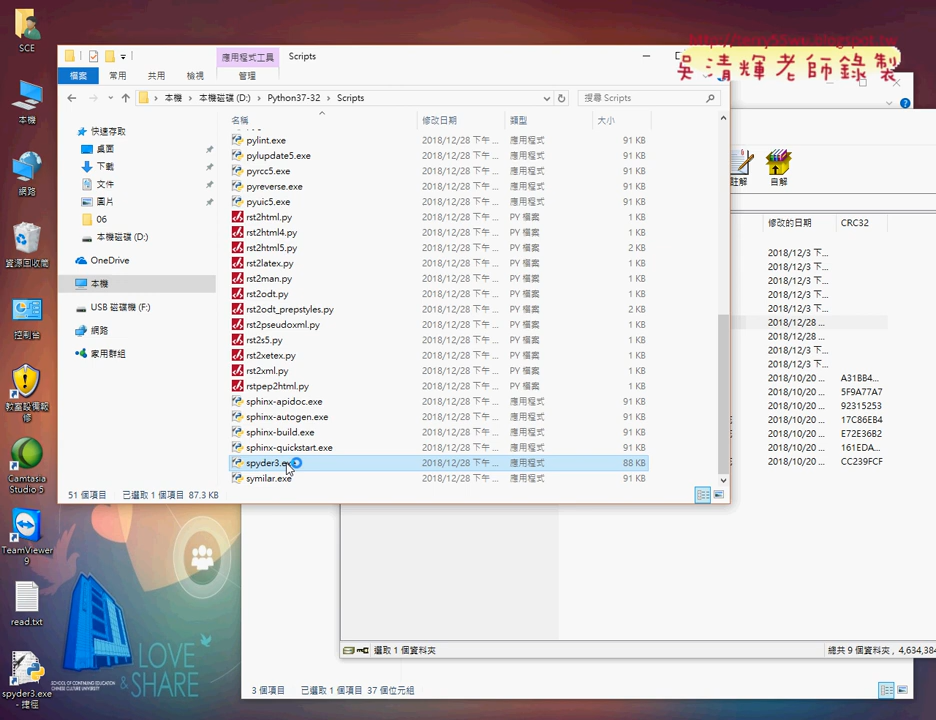 SCE
本機
網路
資源回收筒
控制台
教室設備報修
Camtasia Studio 5
TeamViewer 9
read.txt
spyder3.exe - 捷徑
應用程式工具
Scripts
檔案
常用
共用
檢視
管理
吳清輝老師錄製
本機 › 本機磁碟 (D:) › Python37-32 › Scripts
搜尋 Scripts
快速存取
桌面
下載
文件
圖片
06
本機磁碟 (D:)
OneDrive
本機
USB 磁碟機 (F:)
網路
家用群組
名稱 修改日期 類型 大小
pylint.exe 2018/12/28 下午 ... 應用程式 91 KB
pylupdate5.exe 2018/12/28 下午 ... 應用程式 91 KB
pyrcc5.exe 2018/12/28 下午 ... 應用程式 91 KB
pyreverse.exe 2018/12/28 下午 ... 應用程式 91 KB
pyuic5.exe 2018/12/28 下午 ... 應用程式 91 KB
rst2html.py 2018/12/28 下午 ... PY 檔案 1 KB
rst2html4.py 2018/12/28 下午 ... PY 檔案 1 KB
rst2html5.py 2018/12/28 下午 ... PY 檔案 2 KB
rst2latex.py 2018/12/28 下午 ... PY 檔案 1 KB
rst2man.py 2018/12/28 下午 ... PY 檔案 1 KB
rst2odt.py 2018/12/28 下午 ... PY 檔案 1 KB
rst2odt_prepstyles.py 2018/12/28 下午 ... PY 檔案 2 KB
rst2pseudoxml.py 2018/12/28 下午 ... PY 檔案 1 KB
rst2s5.py 2018/12/28 下午 ... PY 檔案 1 KB
rst2xetex.py 2018/12/28 下午 ... PY 檔案 1 KB
rst2xml.py 2018/12/28 下午 ... PY 檔案 1 KB
rstpep2html.py 2018/12/28 下午 ... PY 檔案 1 KB
sphinx-apidoc.exe 2018/12/28 下午 ... 應用程式 91 KB
sphinx-autogen.exe 2018/12/28 下午 ... 應用程式 91 KB
sphinx-build.exe 2018/12/28 下午 ... 應用程式 91 KB
sphinx-quickstart.exe 2018/12/28 下午 ... 應用程式 91 KB
spyder3.ex 2018/12/28 下午 ... 應用程式 88 KB
symilar.exe 2018/12/28 下午 ... 應用程式 91 KB
51 個項目 已選取 1 個項目 87.3 KB
註解
自解
修改的日期 CRC32
2018/12/3 下...
2018/12/3 下...
2018/12/3 下...
2018/12/3 下...
2018/12/3 下...
2018/12/28 ...
2018/12/28 ...
2018/12/3 下...
2018/12/3 下...
2018/10/20 ... A31BB4...
2018/10/20 ... 5F9A77A7
2018/10/20 ... 92315253
2018/10/20 ... 17C86EB4
2018/10/20 ... E72E36B2
2018/10/20 ... 161EDA...
2018/10/20 ... CC239FCF
選取 1 個資料夾
總共 9 個資料夾, 4,634,384
3 個項目 已選取 1 個項目 37 個位元組
LOVE
& SHARE
SCHOOL OF CONTINUING EDUCATION
CHINESE CULTURE UNIVERSITY